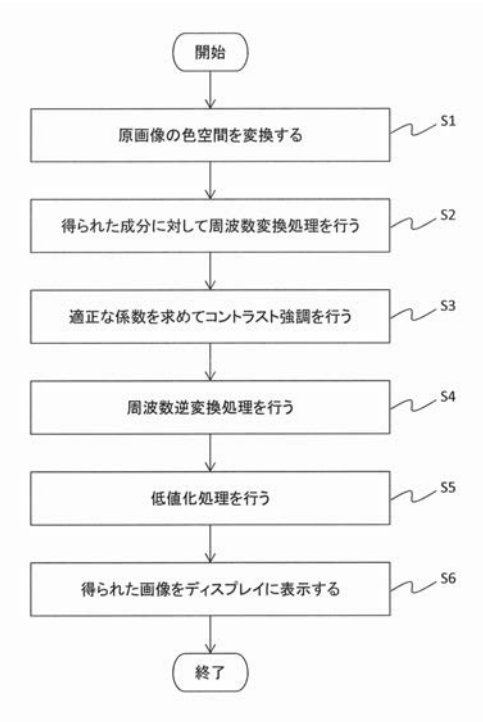 開始
原画像の色空間を変換する
S1
得られた成分に対して周波数変換処理を行う
S2
適正な係数を求めてコントラスト強調を行う
S3
周波数逆変換処理を行う
S4
低値化処理を行う
S5
得られた画像をディスプレイに表示する
S6
終了